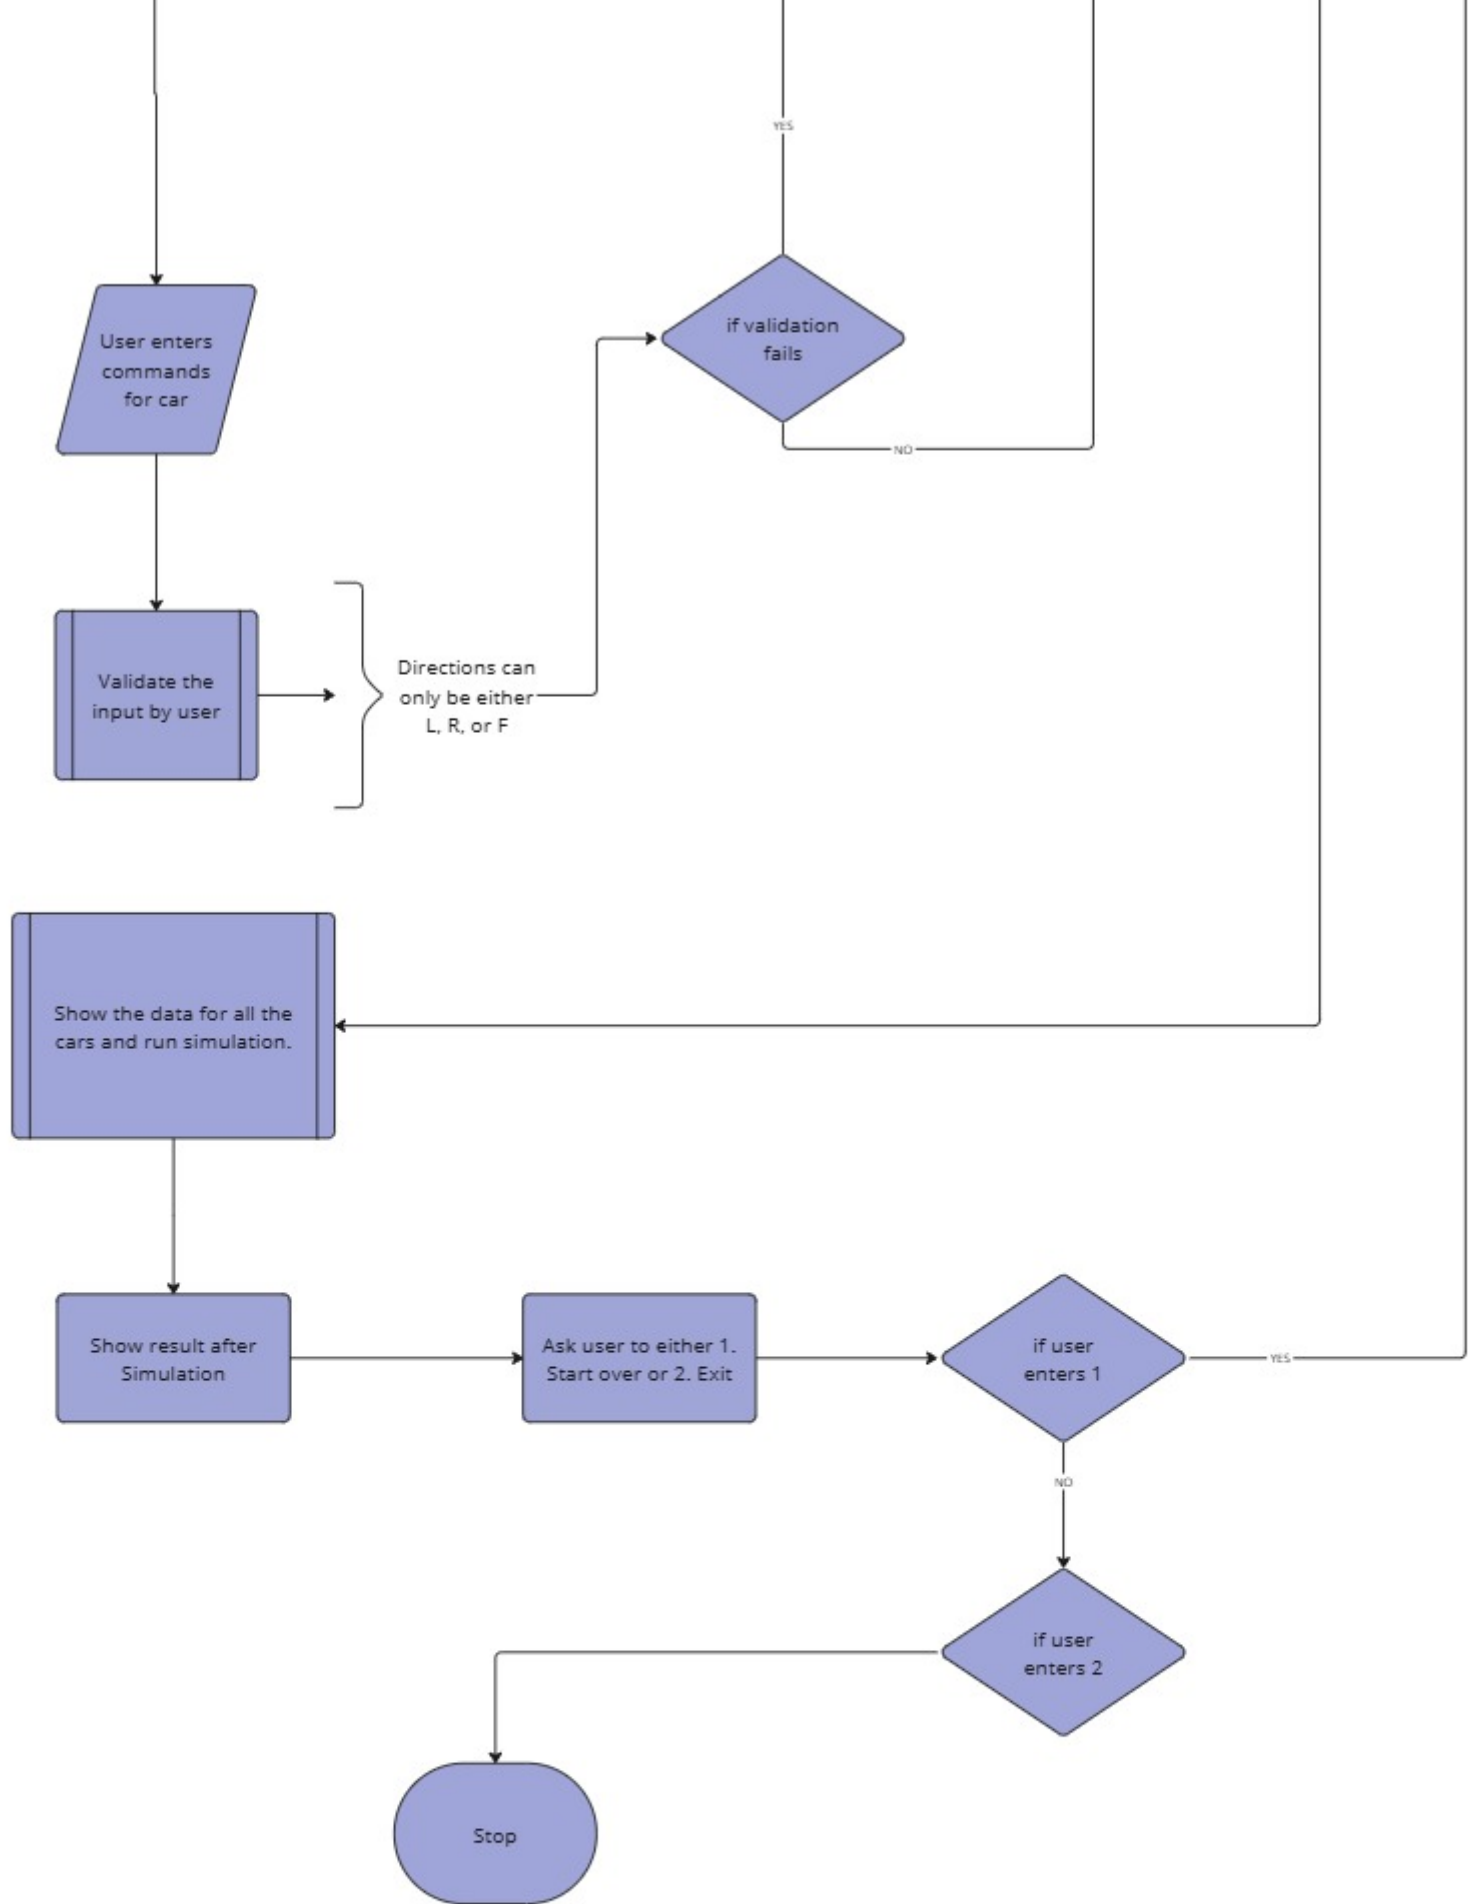 YES
if validation
fails
User enters
commands
for car
NO
Directions can
only be either
L, R, or F
Validate the
input by user
Show the data for all the
cars and run simulation.
Show result after
Simulation
Ask user to either 1.
Start over or 2. Exit
if user
enters 1
YES
NO
if user
enters 2
Stop